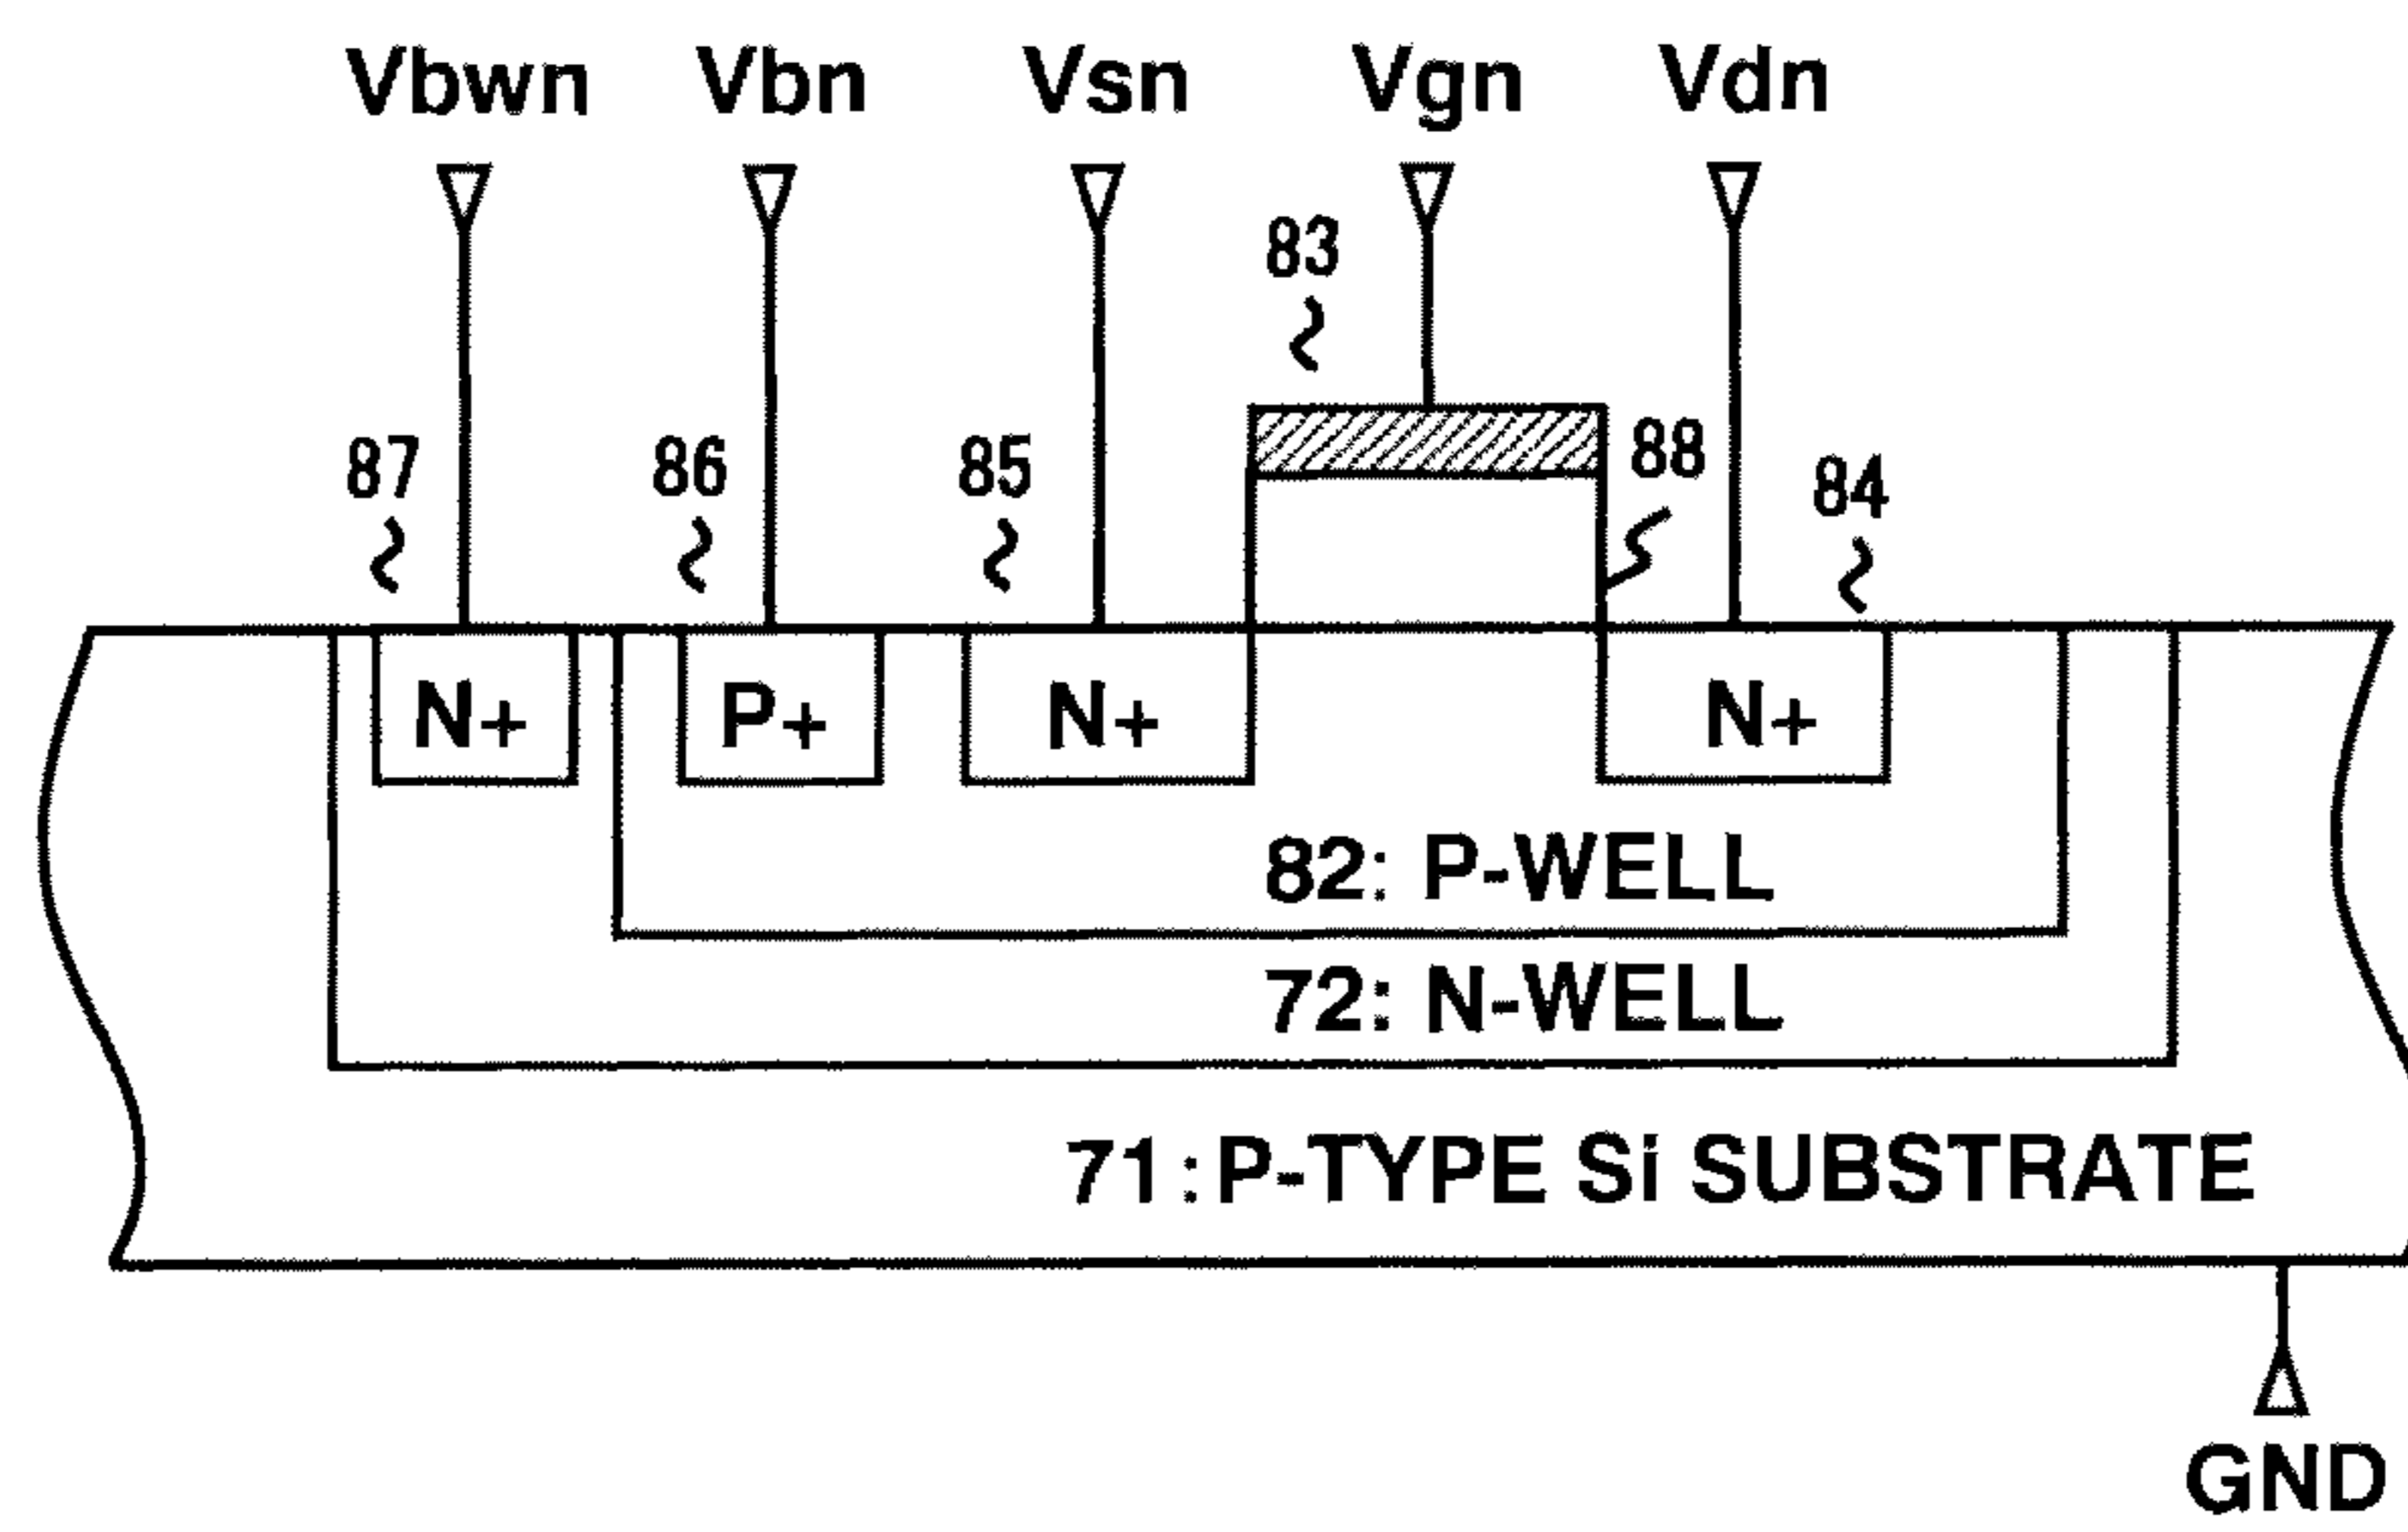 Vbwn Vbn Vsn Vgn Vdn
83
87 86 85 88 84
N+ P+ N+ N+
82: P-WELL
72: N-WELL
71:P-TYPE Si SUBSTRATE
GND